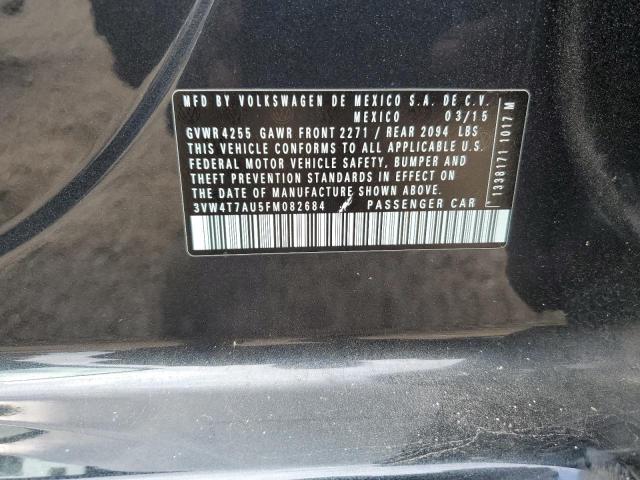 MFD BY VOLKSWAGEN DE MEXICO S.A. DE C.V.
MEXICO 03/15
GVWR4255 GAWR FRONT 2271 / REAR 2094 LBS
THIS VEHICLE CONFORMS TO ALL APPLICABLE U.S.
FEDERAL MOTOR VEHICLE SAFETY, BUMPER AND
THEFT PREVENTION STANDARDS IN EFFECT ON
THE DATE OF MANUFACTURE SHOWN ABOVE.
3VW4T7AU5FM082684 PASSENGER CAR
1338171 1017 M